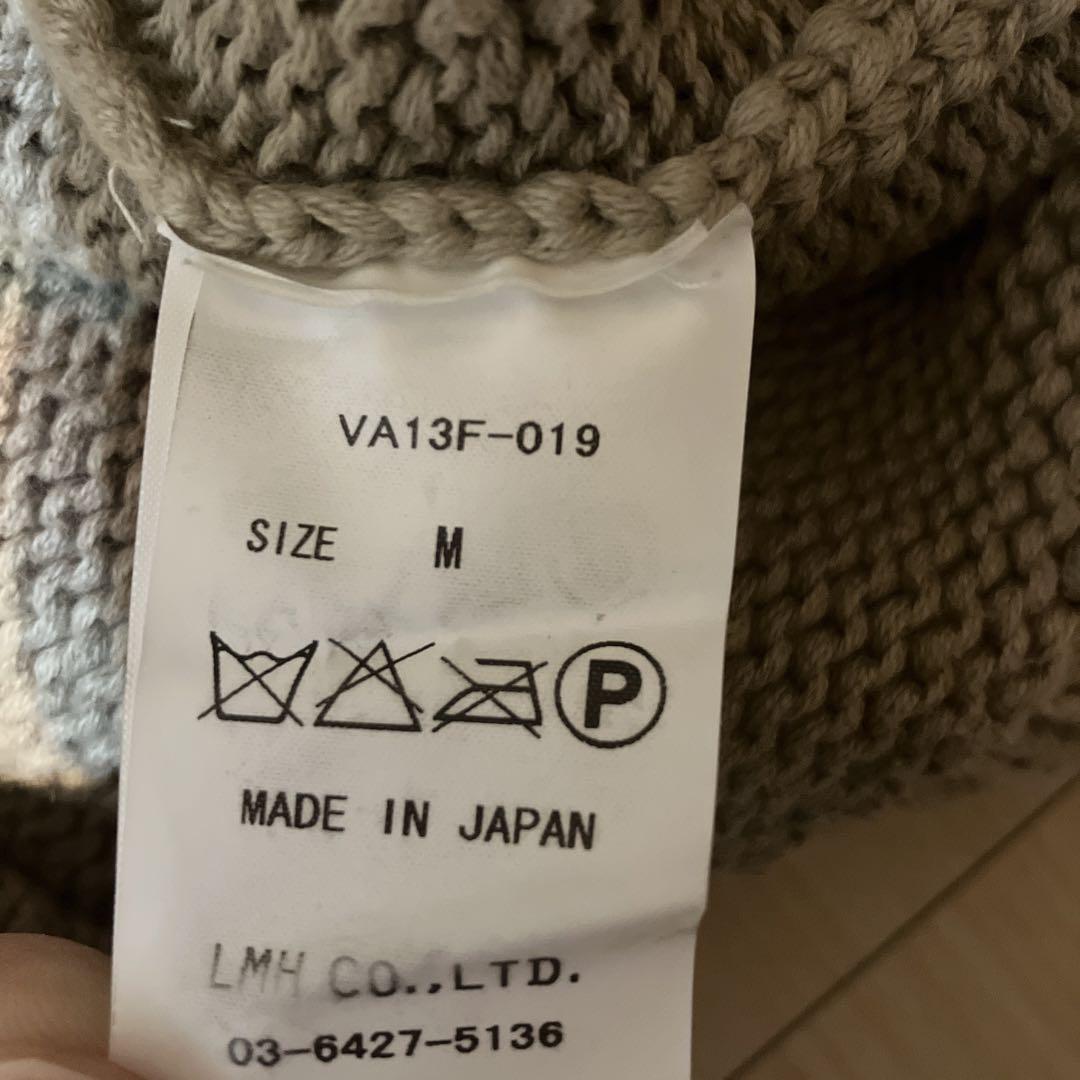 VA13F-019
SIZE M
P
MADE IN JAPAN
LMH CO.,LTD.
03-6427-5136